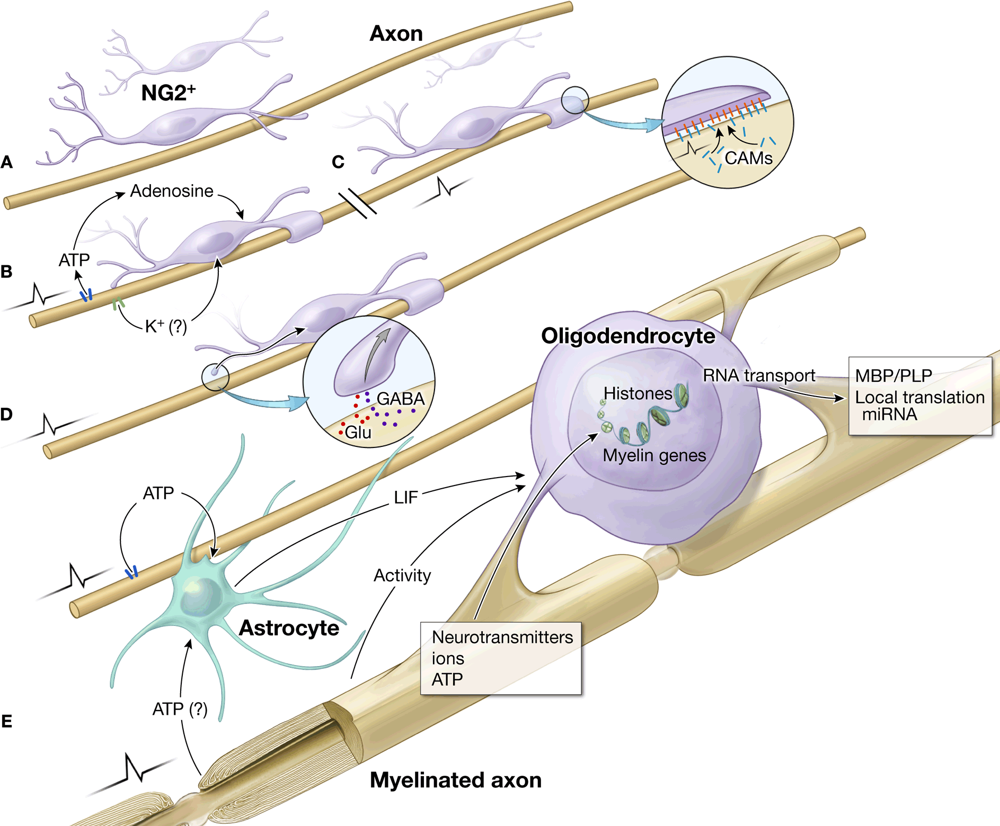 Axon
NG2⁺
A
C
CAMs
Adenosine
ATP
B
K⁺ (?)
D
GABA
Glu
Oligodendrocyte
RNA transport
MBP/PLP
Local translation
miRNA
Histones
Myelin genes
ATP
LIF
Activity
Astrocyte
Neurotransmitters
ions
ATP
ATP (?)
E
Myelinated axon